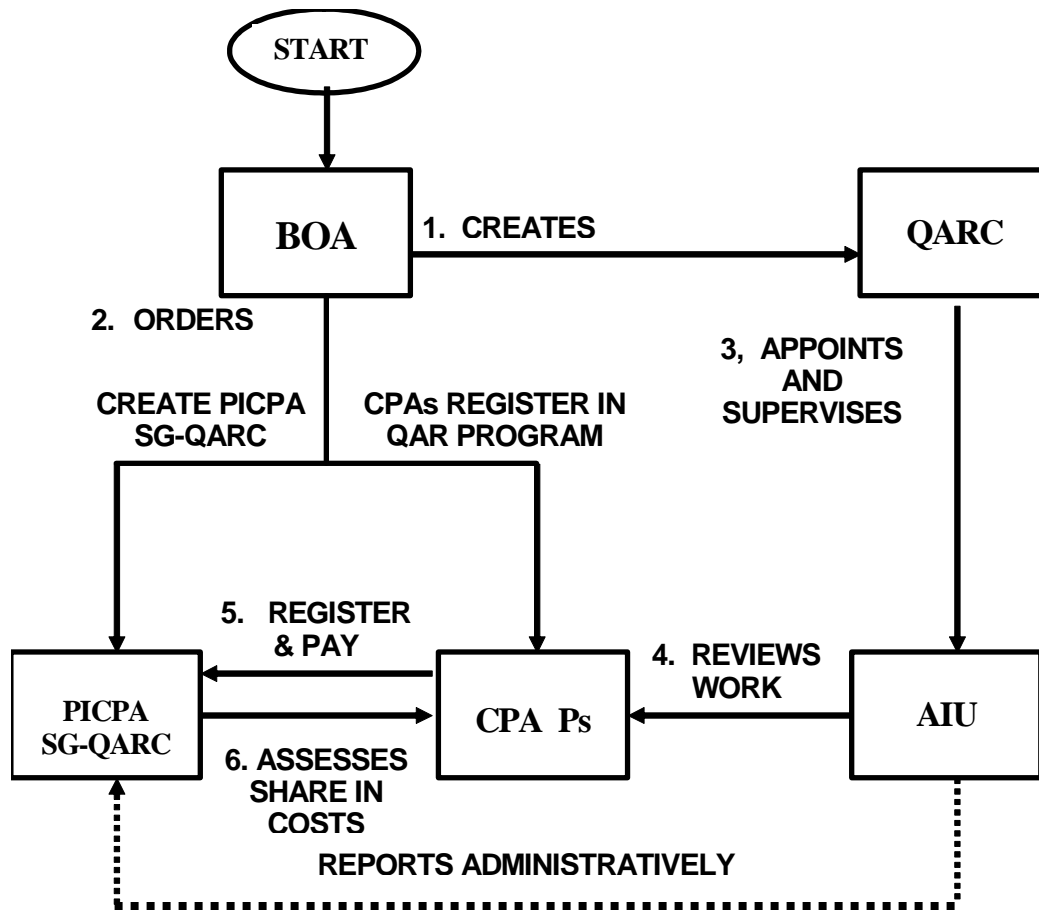 START
BOA
1. CREATES
QARC
2. ORDERS
3, APPOINTS
AND
SUPERVISES
CREATE PICPA
SG-QARC
CPAs REGISTER IN
QAR PROGRAM
5. REGISTER
& PAY
4. REVIEWS
WORK
PICPA
SG-QARC
CPA Ps
AIU
6. ASSESSES
SHARE IN
COSTS
REPORTS ADMINISTRATIVELY